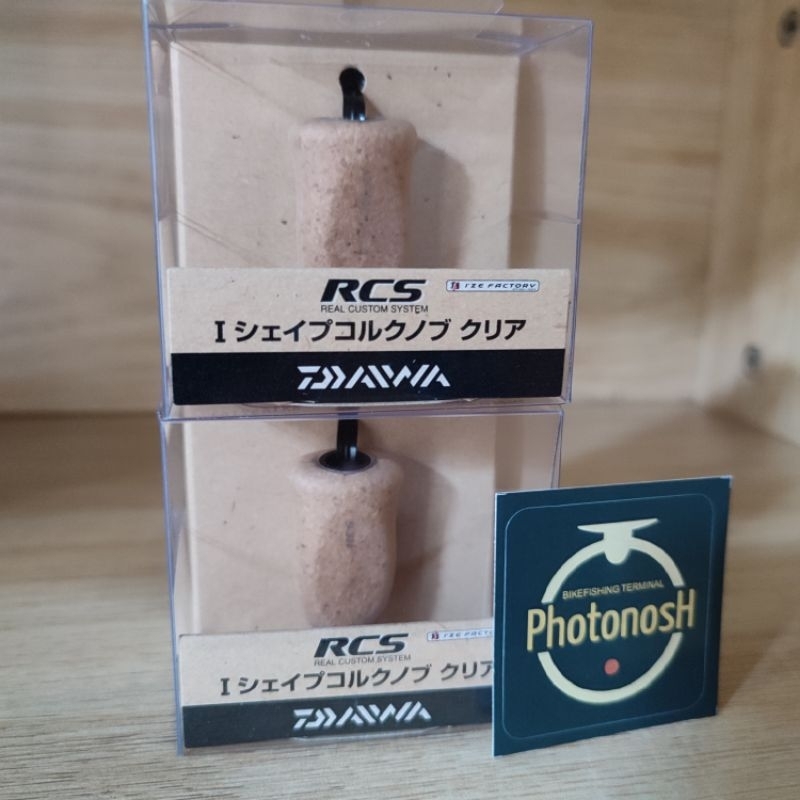 RCS
I'ZE FACTORY
REAL CUSTOM SYSTEM
I シェイプコルクノブ クリア
DAIWA
RCS
RCS
I'ZE FACTO
REAL CUSTOM SYSTEM
I シェイプコルクノブ クリア
DAIWA
BIKEFISHING TERMINAL
PhotonosH